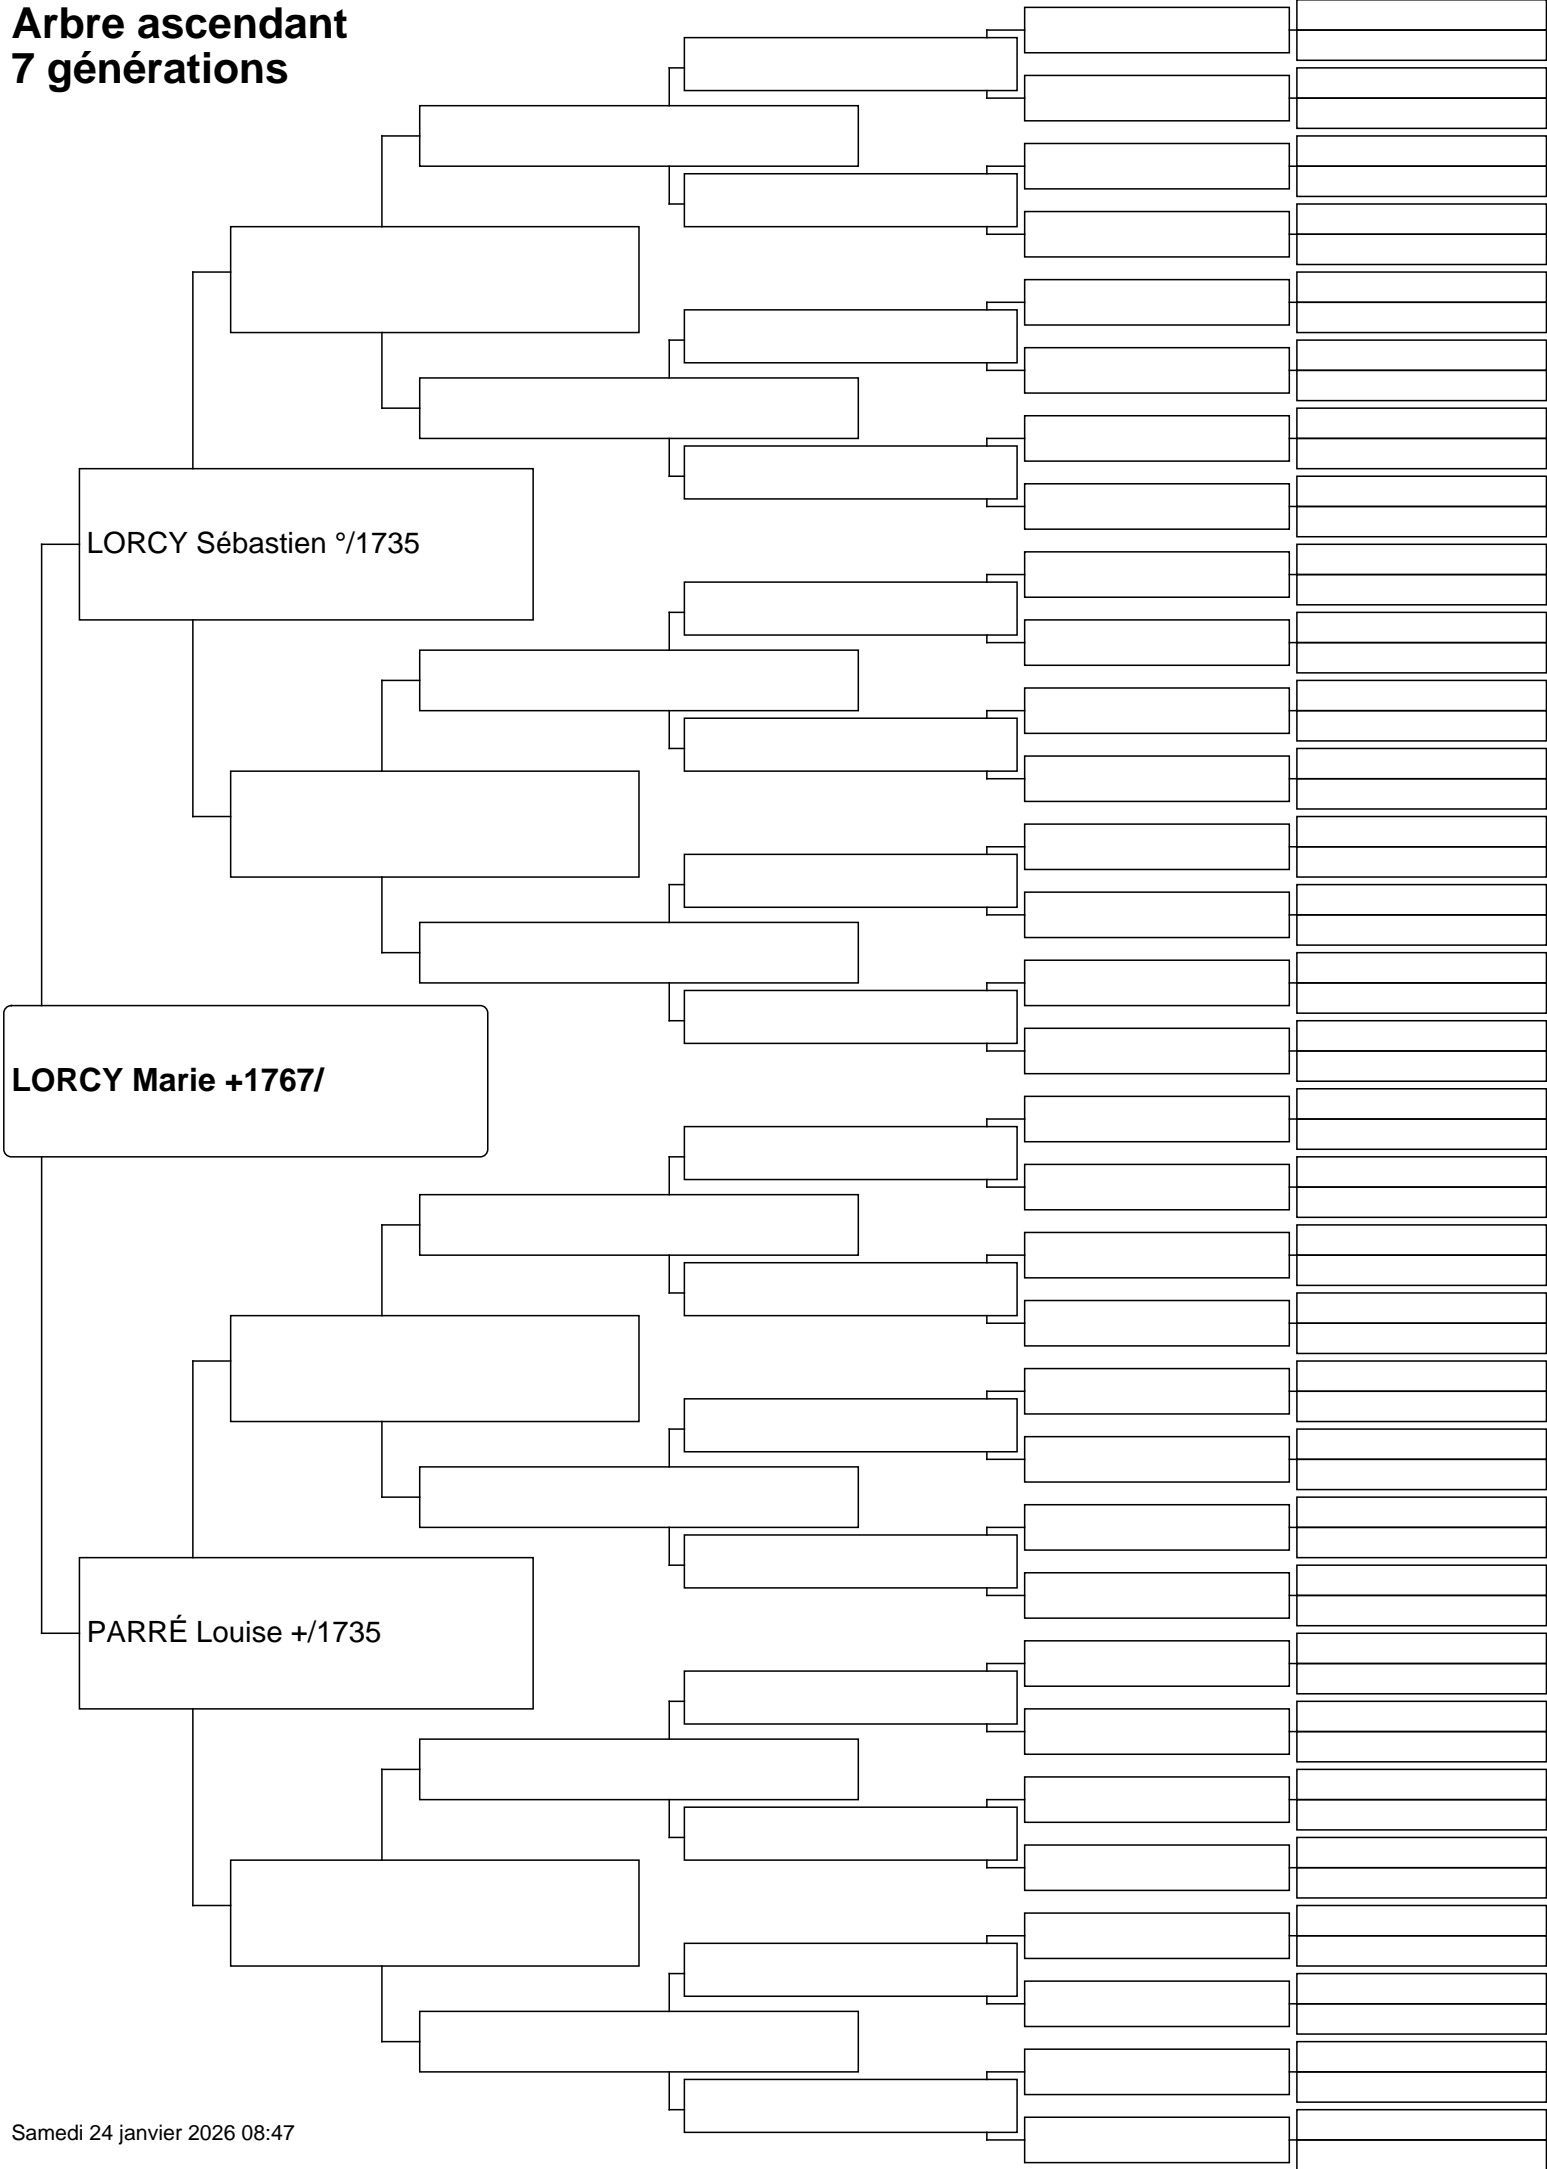 Arbre ascendant
7 générations
LORCY Sébastien °/1735
LORCY Marie +1767/
PARRÉ Louise +/1735
Samedi 24 janvier 2026 08:47